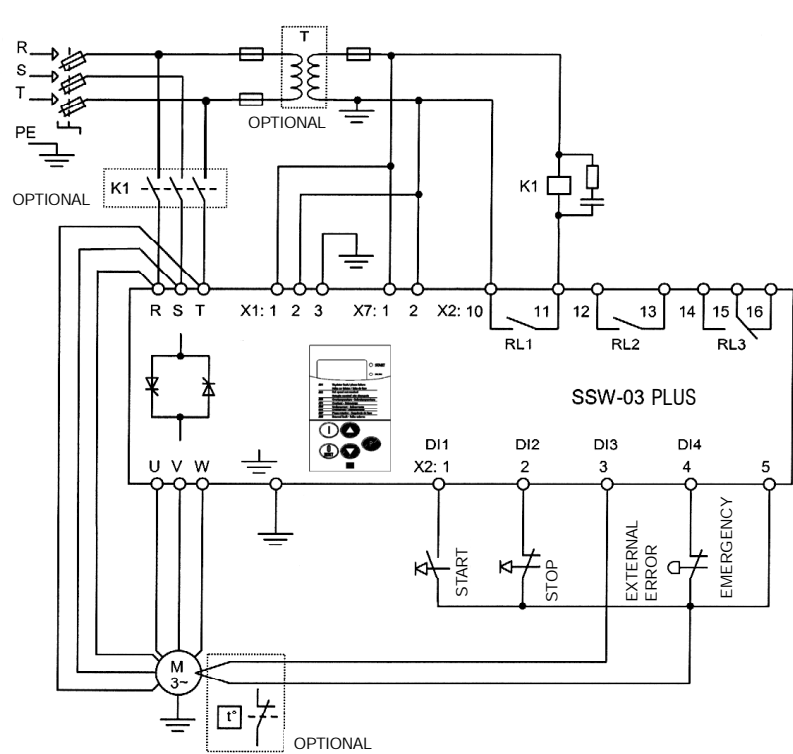 T
R
S
T
PE
OPTIONAL
OPTIONAL
K1
K1
R S T X1: 1 2 3 X7: 1 2 X2: 10 11 12 13 14 15 16
RL1 RL2 RL3
START
SSW-03 PLUS
I
DI1 DI2 DI3 DI4
U V W X2: 1 2 3 4 5
START
STOP
EXTERNAL
ERROR
EMERGENCY
M
3~
t°
OPTIONAL